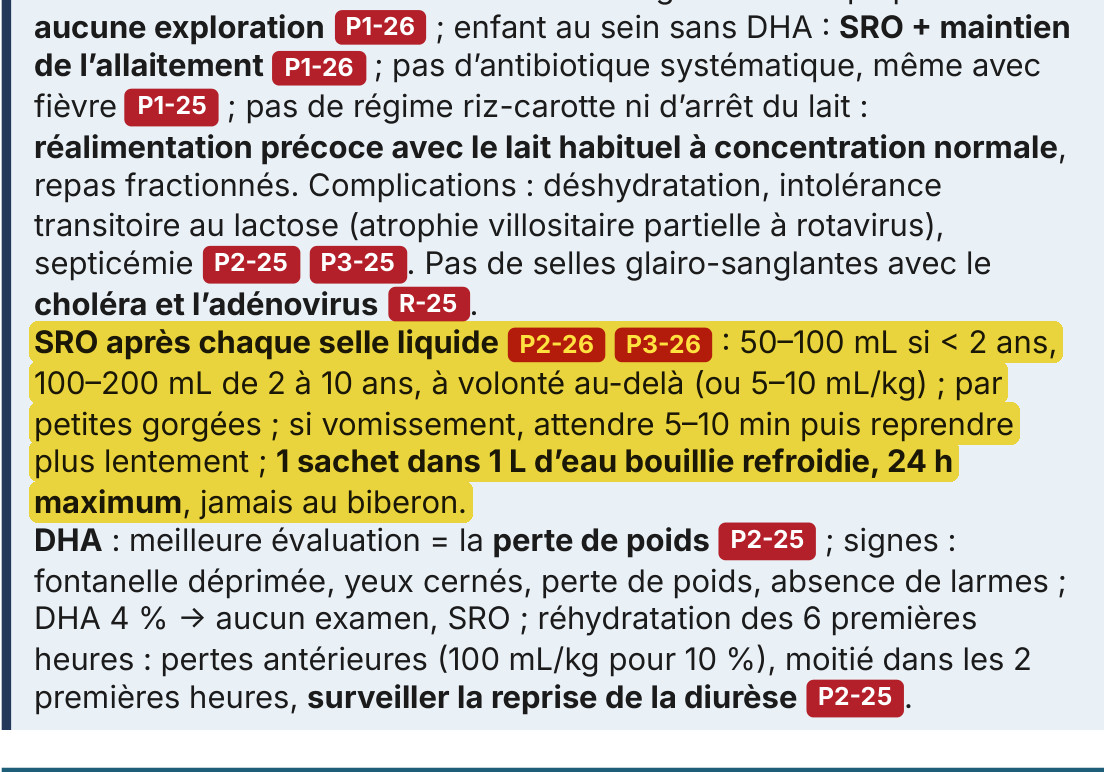 aucune exploration P1-26 ; enfant au sein sans DHA : SRO + maintien
de l’allaitement P1-26 ; pas d’antibiotique systématique, même avec
fièvre P1-25 ; pas de régime riz-carotte ni d’arrêt du lait :
réalimentation précoce avec le lait habituel à concentration normale,
repas fractionnés. Complications : déshydratation, intolérance
transitoire au lactose (atrophie villositaire partielle à rotavirus),
septicémie P2-25 P3-25. Pas de selles glairo-sanglantes avec le
choléra et l’adénovirus R-25.
SRO après chaque selle liquide P2-26 P3-26 : 50–100 mL si < 2 ans,
100–200 mL de 2 à 10 ans, à volonté au-delà (ou 5–10 mL/kg) ; par
petites gorgées ; si vomissement, attendre 5–10 min puis reprendre
plus lentement ; 1 sachet dans 1 L d’eau bouillie refroidie, 24 h
maximum, jamais au biberon.
DHA : meilleure évaluation = la perte de poids P2-25 ; signes :
fontanelle déprimée, yeux cernés, perte de poids, absence de larmes ;
DHA 4 % → aucun examen, SRO ; réhydratation des 6 premières
heures : pertes antérieures (100 mL/kg pour 10 %), moitié dans les 2
premières heures, surveiller la reprise de la diurèse P2-25.